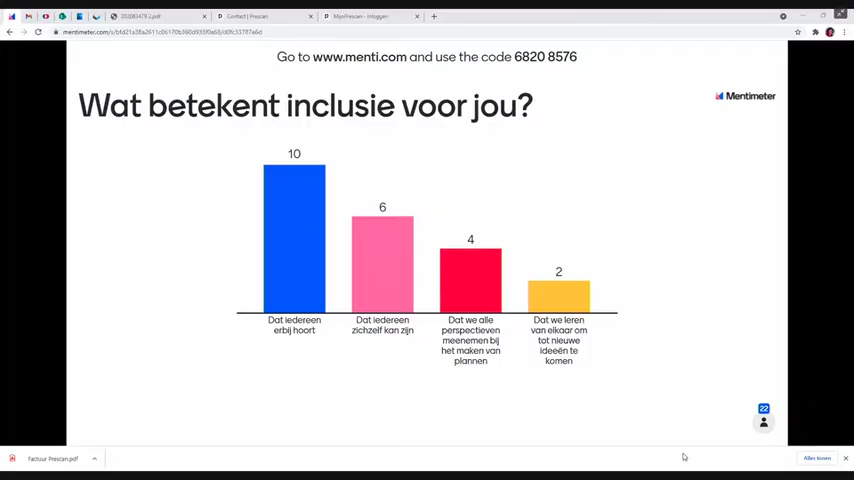 Contact | Prescan
MijnPrescan - Inloggen
Go to www.menti.com and use the code 6820 8576
Wat betekent inclusie voor jou?
Mentimeter
10
6
4
2
Dat iedereen
erbij hoort
Dat iedereen
zichzelf kan zijn
Dat we alle
perspectieven
meenemen bij
het maken van
plannen
Dat we leren
van elkaar om
tot nieuwe
ideeën te
komen
22
Factuur Prescan.pdf
Alles tonen